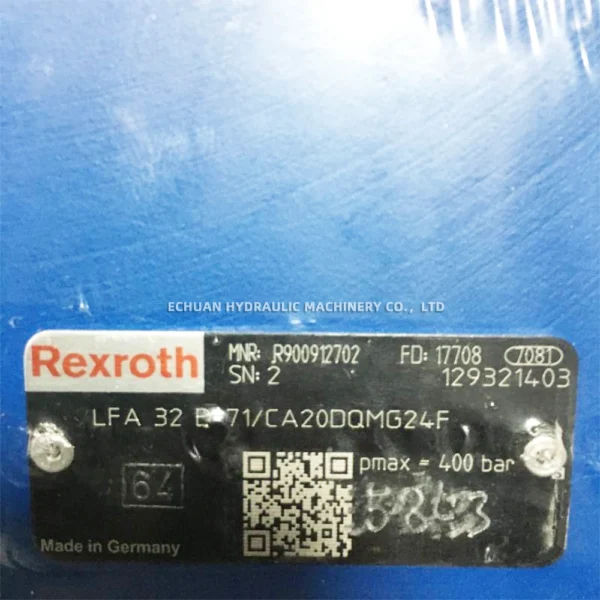 ECHUAN HYDRAULIC MACHINERY CO., LTD
Rexroth
MNR: R900912702 FD: 17708 7081
SN: 2 129321403
LFA 32 71/CA20DQMG24F
64 pmax = 400 bar
Made in Germany